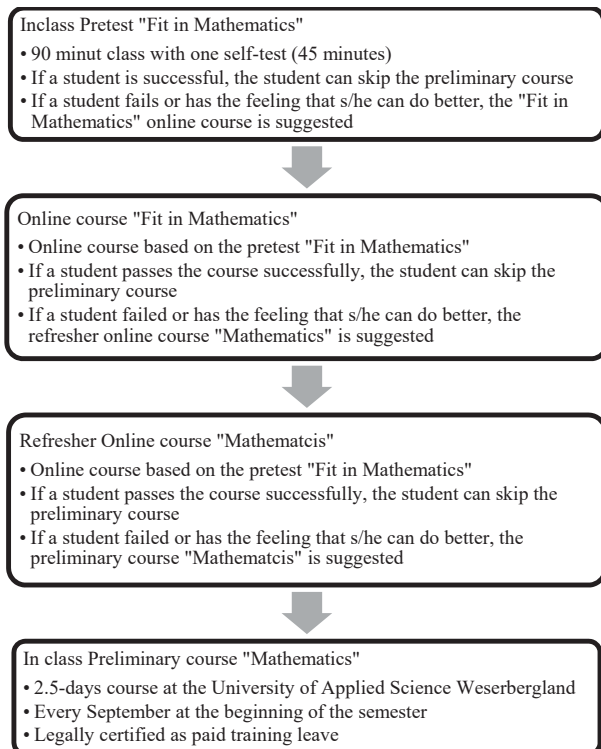 Inclass Pretest "Fit in Mathematics"
• 90 minut class with one self-test (45 minutes)
• If a student is successful, the student can skip the preliminary course
• If a student fails or has the feeling that s/he can do better, the "Fit in
Mathematics" online course is suggested
Online course "Fit in Mathematics"
• Online course based on the pretest "Fit in Mathematics"
• If a student passes the course successfully, the student can skip the
preliminary course
• If a student failed or has the feeling that s/he can do better, the
refresher online course "Mathematics" is suggested
Refresher Online course "Mathematcis"
• Online course based on the pretest "Fit in Mathematics"
• If a student passes the course successfully, the student can skip the
preliminary course
• If a student failed or has the feeling that s/he can do better, the
preliminary course "Mathematcis" is suggested
In class Preliminary course "Mathematics"
• 2.5-days course at the University of Applied Science Weserbergland
• Every September at the beginning of the semester
• Legally certified as paid training leave